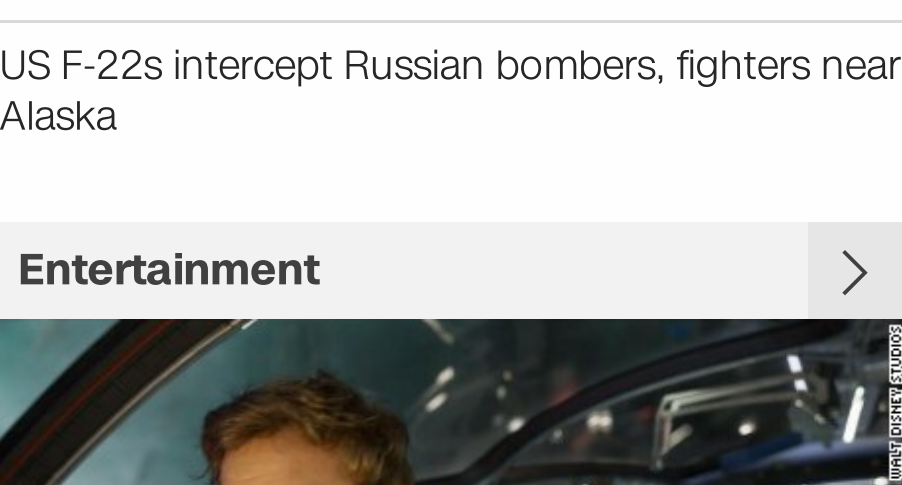 US F-22s intercept Russian bombers, fighters near
Alaska
Entertainment
WALT DISNEY STUDIOS